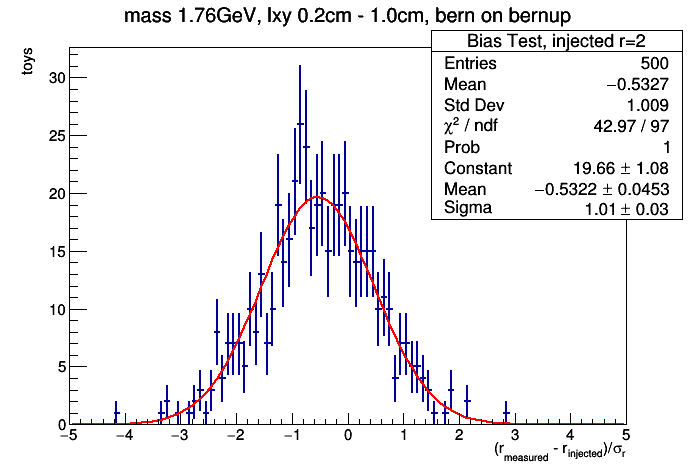 mass 1.76GeV, lxy 0.2cm - 1.0cm, bern on bernup
Bias Test, injected r=2
Entries 500
Mean −0.5327
Std Dev 1.009
χ² / ndf 42.97 / 97
Prob 1
Constant 19.66 ± 1.08
Mean −0.5322 ± 0.0453
Sigma 1.01 ± 0.03
toys
30
25
20
15
10
5
0
−5 −4 −3 −2 −1 0 1 2 3 4 5
(r_measured - r_injected)/σ_r